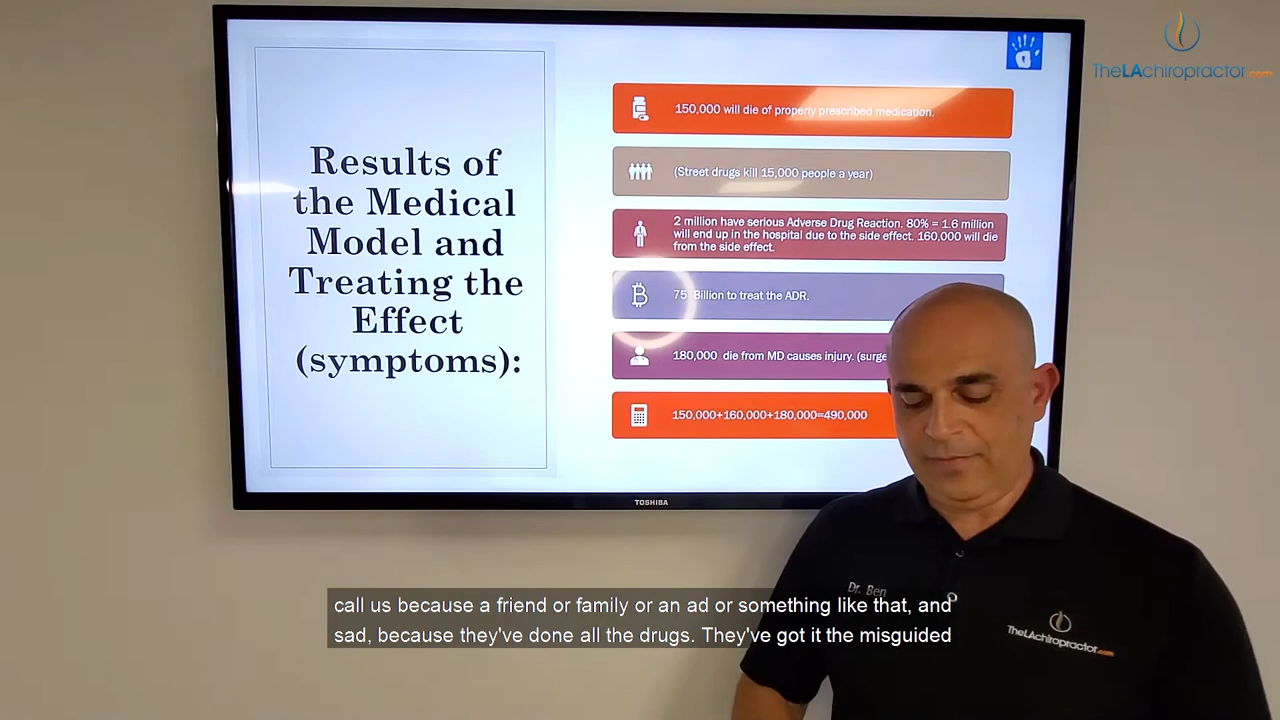 TheLAchiropractor.com
Results of
the Medical
Model and
Treating the
Effect
(symptoms):
150,000 will die of properly prescribed medication.
(Street drugs kill 15,000 people a year)
2 million have serious Adverse Drug Reaction. 80% = 1.6 million
will end up in the hospital due to the side effect. 160,000 will die
from the side effect.
75 Billion to treat the ADR.
180,000 die from MD causes injury. (surge
150,000+160,000+180,000=490,000
TOSHIBA
Dr. Ben
TheLAchiropractor.com
call us because a friend or family or an ad or something like that, and
sad, because they've done all the drugs. They've got it the misguided